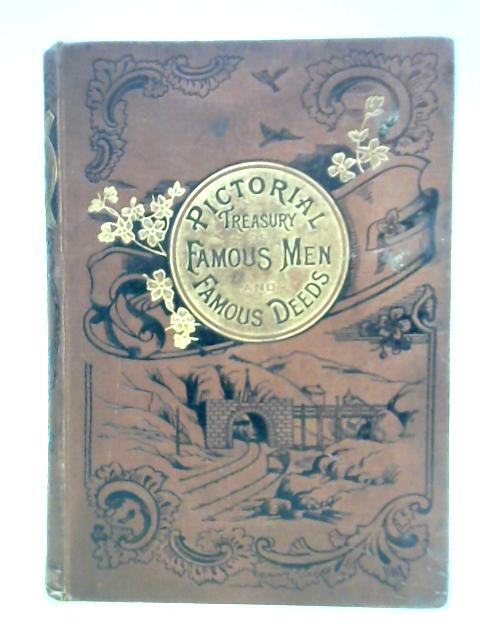 PICTORIAL
TREASURY
FAMOUS MEN
AND
FAMOUS DEEDS